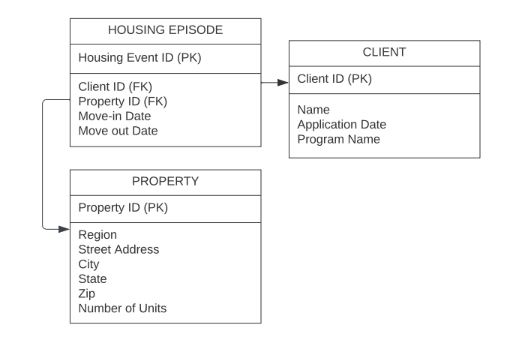 HOUSING EPISODE
Housing Event ID (PK)
Client ID (FK)
Property ID (FK)
Move-in Date
Move out Date
CLIENT
Client ID (PK)
Name
Application Date
Program Name
PROPERTY
Property ID (PK)
Region
Street Address
City
State
Zip
Number of Units